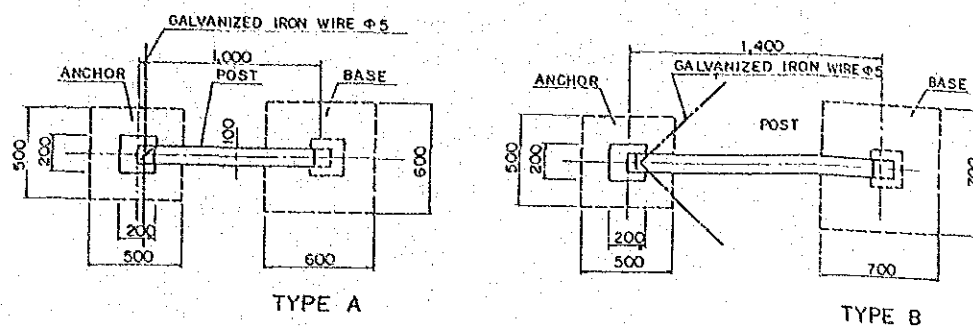 GALVANIZED IRON WIRE Φ5
1,000
ANCHOR
POST
BASE
500
200
100
600
200
500
600
TYPE A
1,400
GALVANIZED IRON WIRE Φ5
ANCHOR
BASE
POST
500
200
700
200
500
700
TYPE B